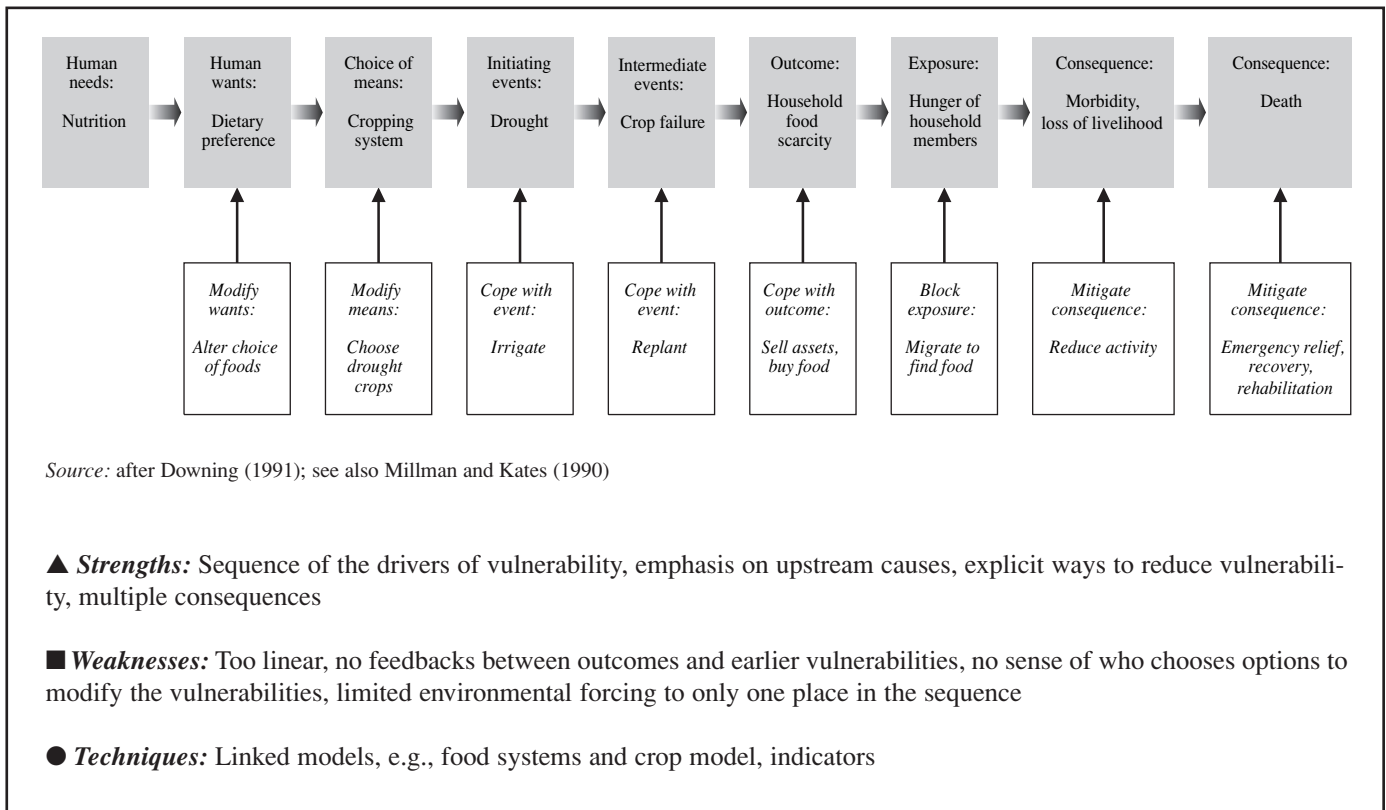 Human
needs:
Nutrition
Human
wants:
Dietary
preference
Choice of
means:
Cropping
system
Initiating
events:
Drought
Intermediate
events:
Crop failure
Outcome:
Household
food
scarcity
Exposure:
Hunger of
household
members
Consequence:
Morbidity,
loss of livelihood
Consequence:
Death
Modify
wants:
Alter choice
of foods
Modify
means:
Choose
drought
crops
Cope with
event:
Irrigate
Cope with
event:
Replant
Cope with
outcome:
Sell assets,
buy food
Block
exposure:
Migrate to
find food
Mitigate
consequence:
Reduce activity
Mitigate
consequence:
Emergency relief,
recovery,
rehabilitation
Source: after Downing (1991); see also Millman and Kates (1990)
▲ Strengths: Sequence of the drivers of vulnerability, emphasis on upstream causes, explicit ways to reduce vulnerabili-
ty, multiple consequences
■ Weaknesses: Too linear, no feedbacks between outcomes and earlier vulnerabilities, no sense of who chooses options to
modify the vulnerabilities, limited environmental forcing to only one place in the sequence
● Techniques: Linked models, e.g., food systems and crop model, indicators